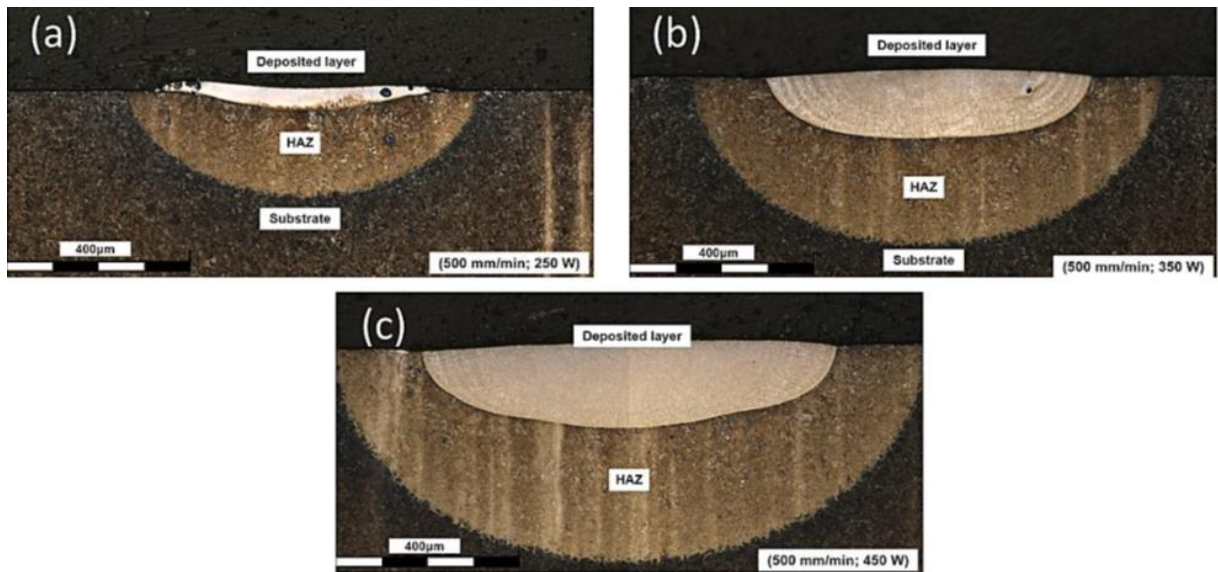 (a)
Deposited layer
HAZ
Substrate
400µm
(500 mm/min; 250 W)
(b)
Deposited layer
HAZ
400µm
Substrate
(500 mm/min; 350 W)
(c)
Deposited layer
HAZ
400µm
(500 mm/min; 450 W)